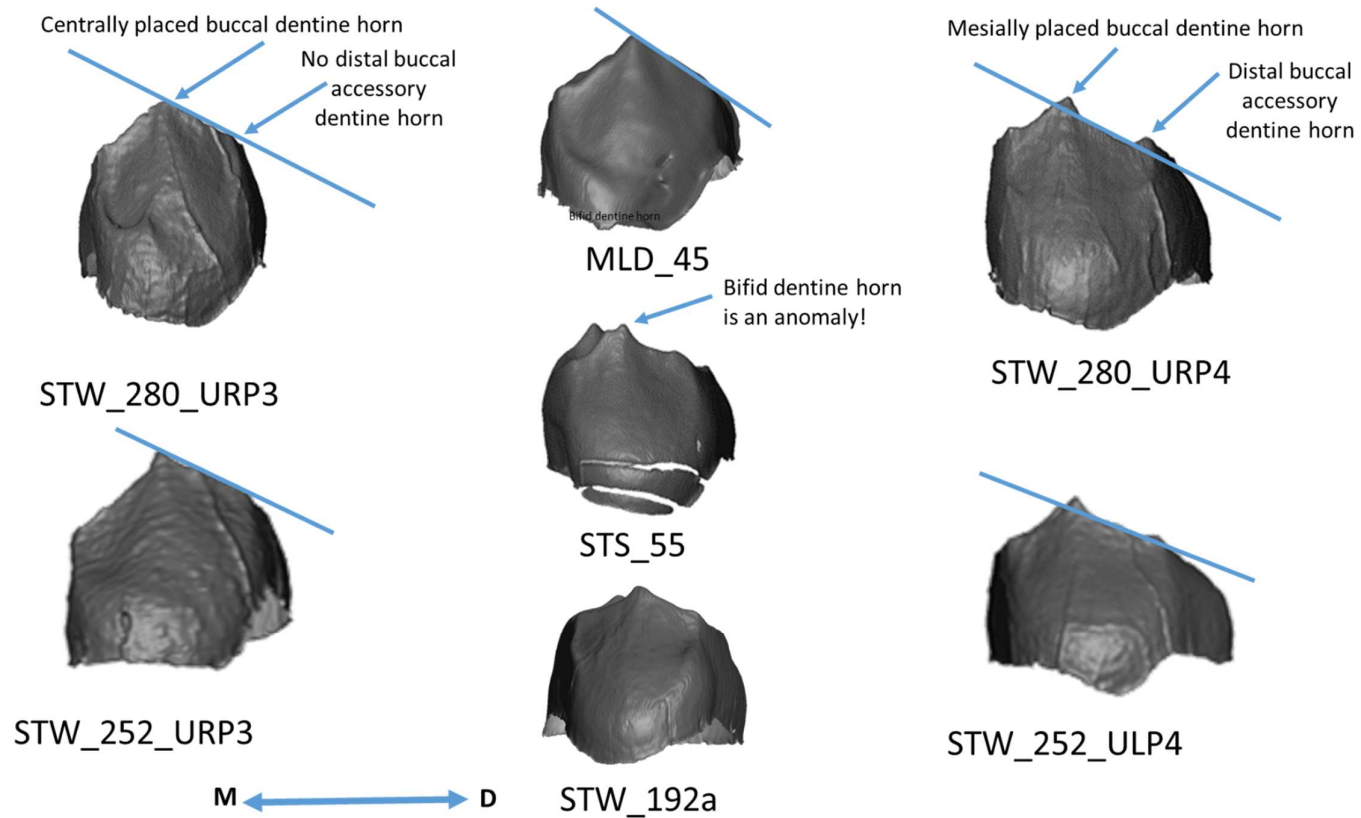 Centrally placed buccal dentine horn
No distal buccal
accessory
dentine horn
STW_280_URP3
Bifid dentine horn
MLD_45
Mesially placed buccal dentine horn
Distal buccal
accessory
dentine horn
STW_280_URP4
Bifid dentine horn
is an anomaly!
STS_55
STW_252_URP3
STW_192a
STW_252_ULP4
M
D